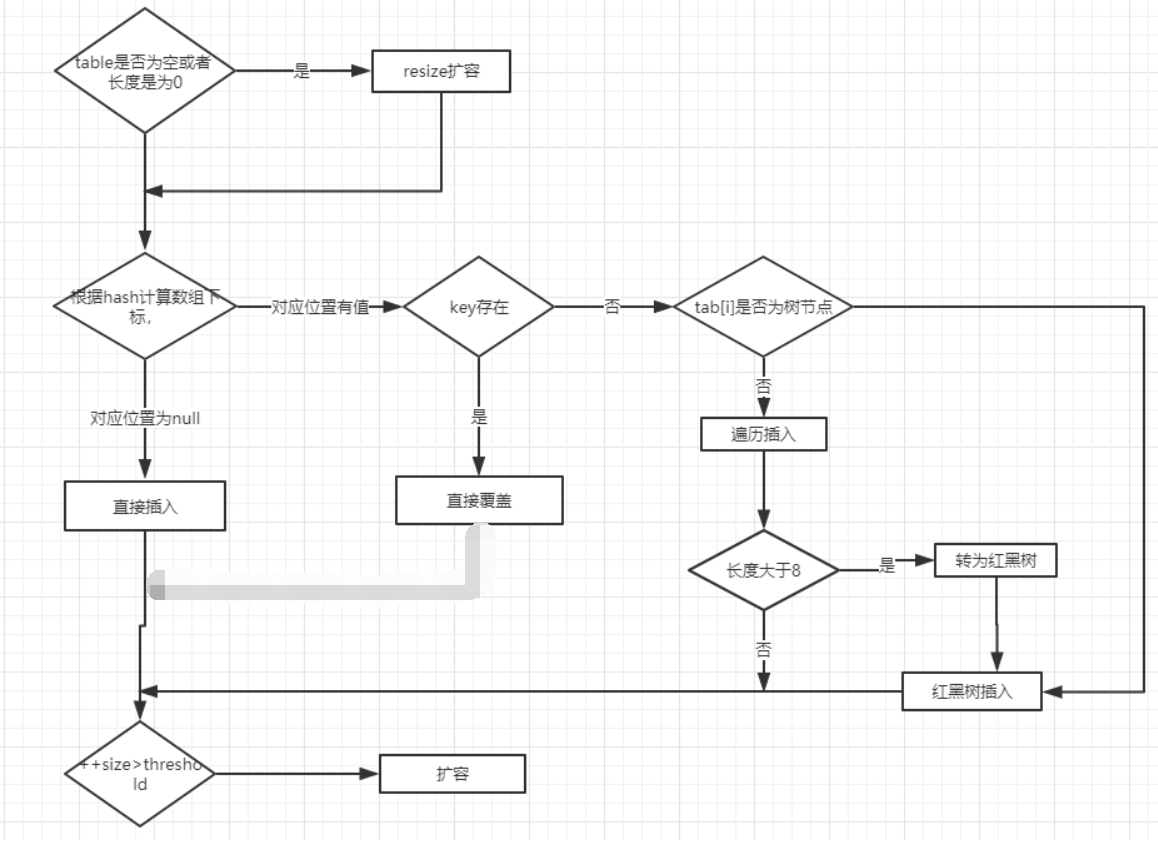 table是否为空或者
长度是为0
是
resize扩容
根据hash计算数组下
标,
对应位置有值
key存在
否
tab[i]是否为树节点
对应位置为null
是
否
直接插入
直接覆盖
遍历插入
长度大于8
是
转为红黑树
否
红黑树插入
++size>thresho
ld
扩容